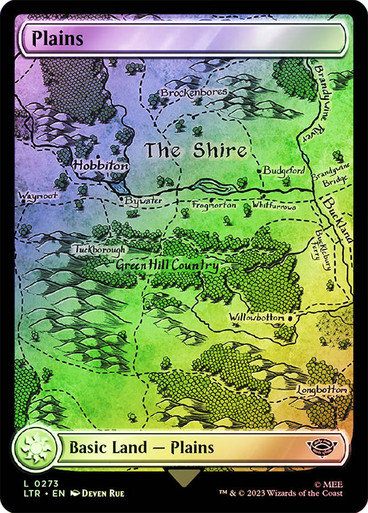 Plains
Brockenbores
Brandywine
River
Hobbiton
The Shire
Budgeford
Brandywine
Bridge
Waymoot
Bywater
Frogmorton
Whitfurrows
Buckland
Bucklebury
Ferry
Tuckborough
Green Hill Country
Willowbottom
Longbottom
Basic Land — Plains
L 0273
LTR • EN Deven Rue
© MEE
™ & © 2023 Wizards of the Coast